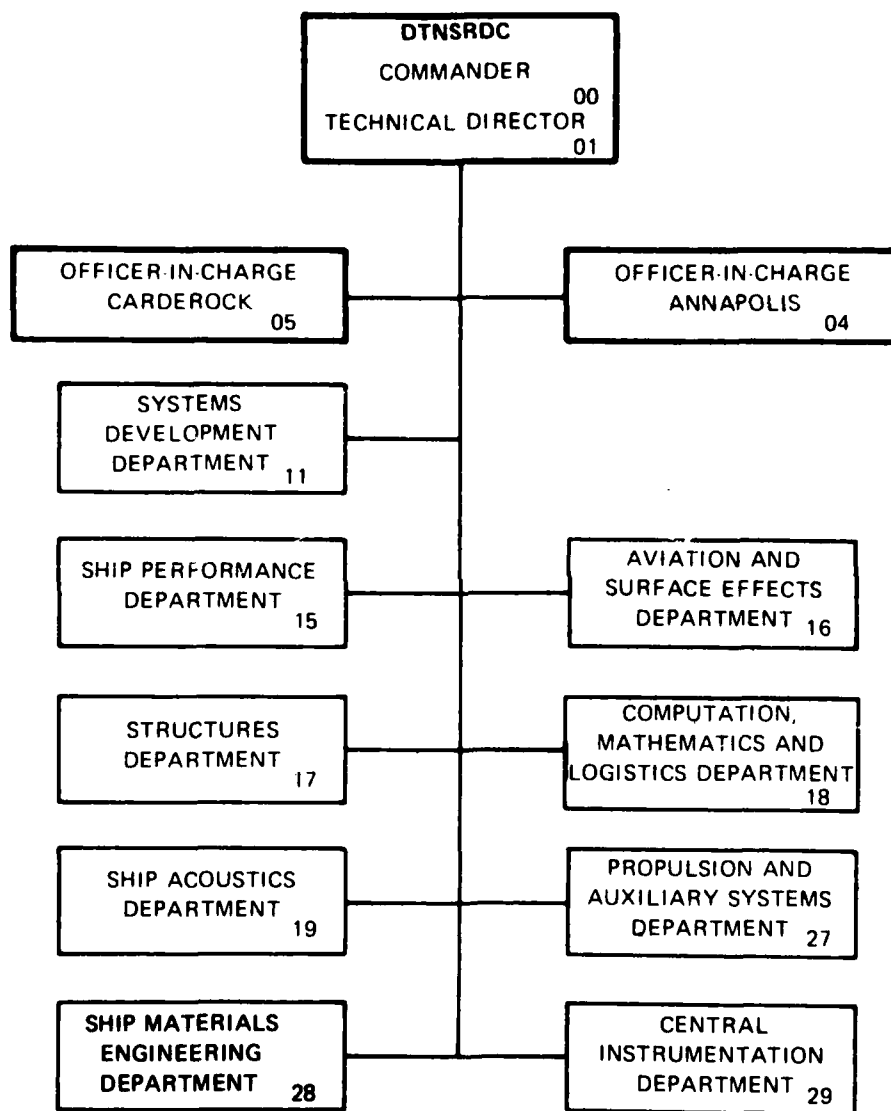 DTNSRDC
COMMANDER
00
TECHNICAL DIRECTOR
01
OFFICER-IN-CHARGE
CARDEROCK
05
OFFICER-IN-CHARGE
ANNAPOLIS
04
SYSTEMS
DEVELOPMENT
DEPARTMENT
11
SHIP PERFORMANCE
DEPARTMENT
15
AVIATION AND
SURFACE EFFECTS
DEPARTMENT
16
STRUCTURES
DEPARTMENT
17
COMPUTATION,
MATHEMATICS AND
LOGISTICS DEPARTMENT
18
SHIP ACOUSTICS
DEPARTMENT
19
PROPULSION AND
AUXILIARY SYSTEMS
DEPARTMENT
27
SHIP MATERIALS
ENGINEERING
DEPARTMENT
28
CENTRAL
INSTRUMENTATION
DEPARTMENT
29